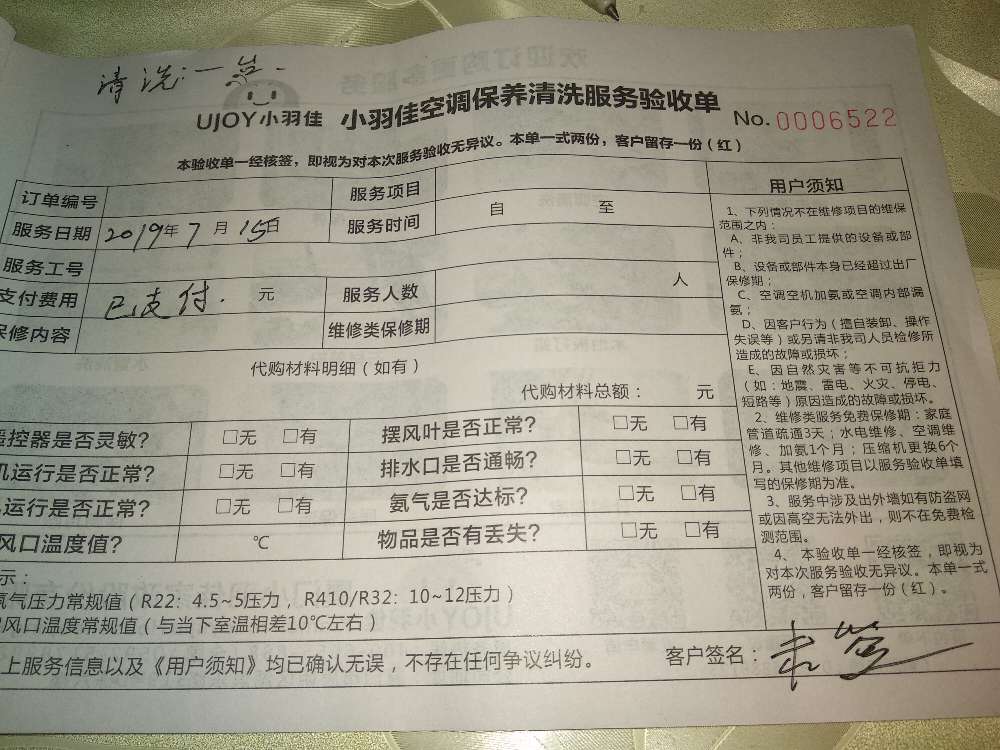 清洗:一
UJOY小羽佳 小羽佳空调保养清洗服务验收单 No. 0006522
本验收单一经核签，即视为对本次服务验收无异议。本单一式两份，客户留存一份（红）
订单编号 服务项目
服务日期 2019年 7 月 15日 服务时间 自 至
服务工号
支付费用 已支付. 元 服务人数 人
保修内容 维修类保修期
代购材料明细（如有）
代购材料总额： 元
控器是否灵敏? □无 □有 摆风叶是否正常? □无 □有
机运行是否正常? □无 □有 排水口是否通畅? □无 □有
运行是否正常? □无 □有 氨气是否达标? □无 □有
风口温度值? ℃ 物品是否有丢失? □无 □有
示：
氨气压力常规值（R22：4.5~5压力，R410/R32：10~12压力）
风口温度常规值（与当下室温相差10℃左右）
上服务信息以及《用户须知》均已确认无误，不存在任何争议纠纷。 客户签名：
用户须知
1、下列情况不在维修项目的维保
范围之内：
A、非我司员工提供的设备或部
件；
B、设备或部件本身已经超过出厂
保修期；
C、空调空机加氨或空调内部漏
氨；
D、因客户行为（擅自装卸、操作
失误等）或另请非我司人员检修所
造成的故障或损坏；
E、因自然灾害等不可抗拒力
（如：地震、雷电、火灾、停电、
短路等）原因造成的故障或损坏。
2、维修类服务免费保修期：家庭
管道疏通3天；水电维修、空调维
修、加氨1个月；压缩机更换6个
月。其他维修项目以服务验收单填
写的保修期为准。
3、服务中涉及出外墙如有防盗网
或因高空无法外出，则不在免费检
测范围。
4、本验收单一经核签，即视为
对本次服务验收无异议。本单一式
两份，客户留存一份（红）。